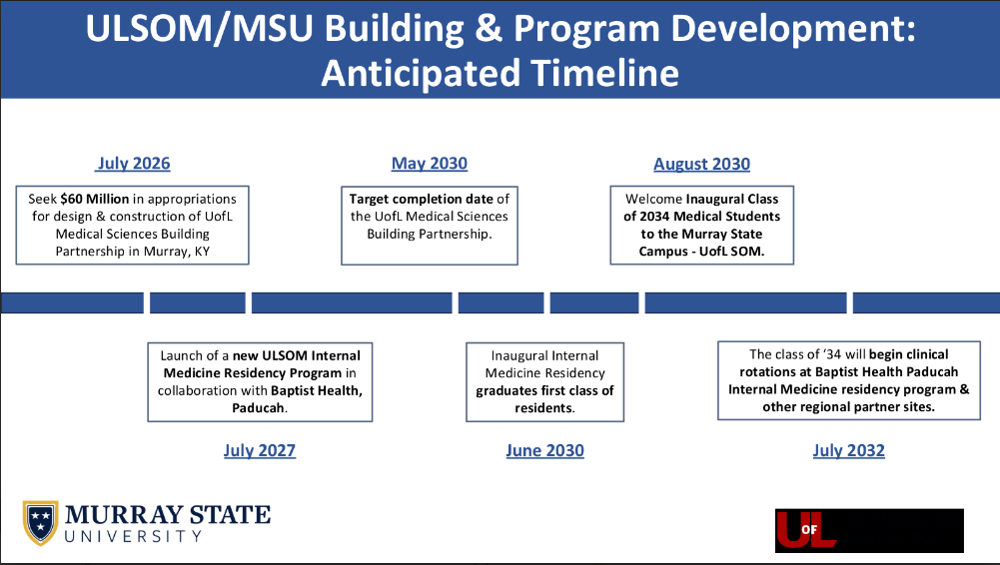 ULSOM/MSU Building & Program Development:
Anticipated Timeline
July 2026
Seek $60 Million in appropriations
for design & construction of UofL
Medical Sciences Building
Partnership in Murray, KY
May 2030
Target completion date of
the UofL Medical Sciences
Building Partnership.
August 2030
Welcome Inaugural Class
of 2034 Medical Students
to the Murray State
Campus - UofL SOM.
Launch of a new ULSOM Internal
Medicine Residency Program in
collaboration with Baptist Health,
Paducah.
July 2027
Inaugural Internal
Medicine Residency
graduates first class of
residents.
June 2030
The class of ‘34 will begin clinical
rotations at Baptist Health Paducah
Internal Medicine residency program &
other regional partner sites.
July 2032
MURRAY STATE
UNIVERSITY
UOFL